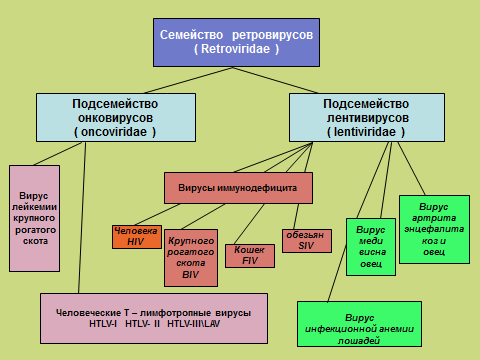 Семейство ретровирусов
( Retroviridae )
Подсемейство
онковирусов
( oncoviridae )
Подсемейство
лентивирусов
( lentiviridae )
Вирус
лейкемии
крупного
рогатого
скота
Вирусы иммунодефицита
Человека
HIV
Крупного
рогатого
скота
BIV
Кошек
FIV
обезьян
SIV
Вирус
меди
висна
овец
Вирус
артрита
энцефалита
коз и
овец
Человеческие Т – лимфотропные вирусы
HTLV-I HTLV- II HTLV-III\LAV
Вирус
инфекционной анемии
лошадей